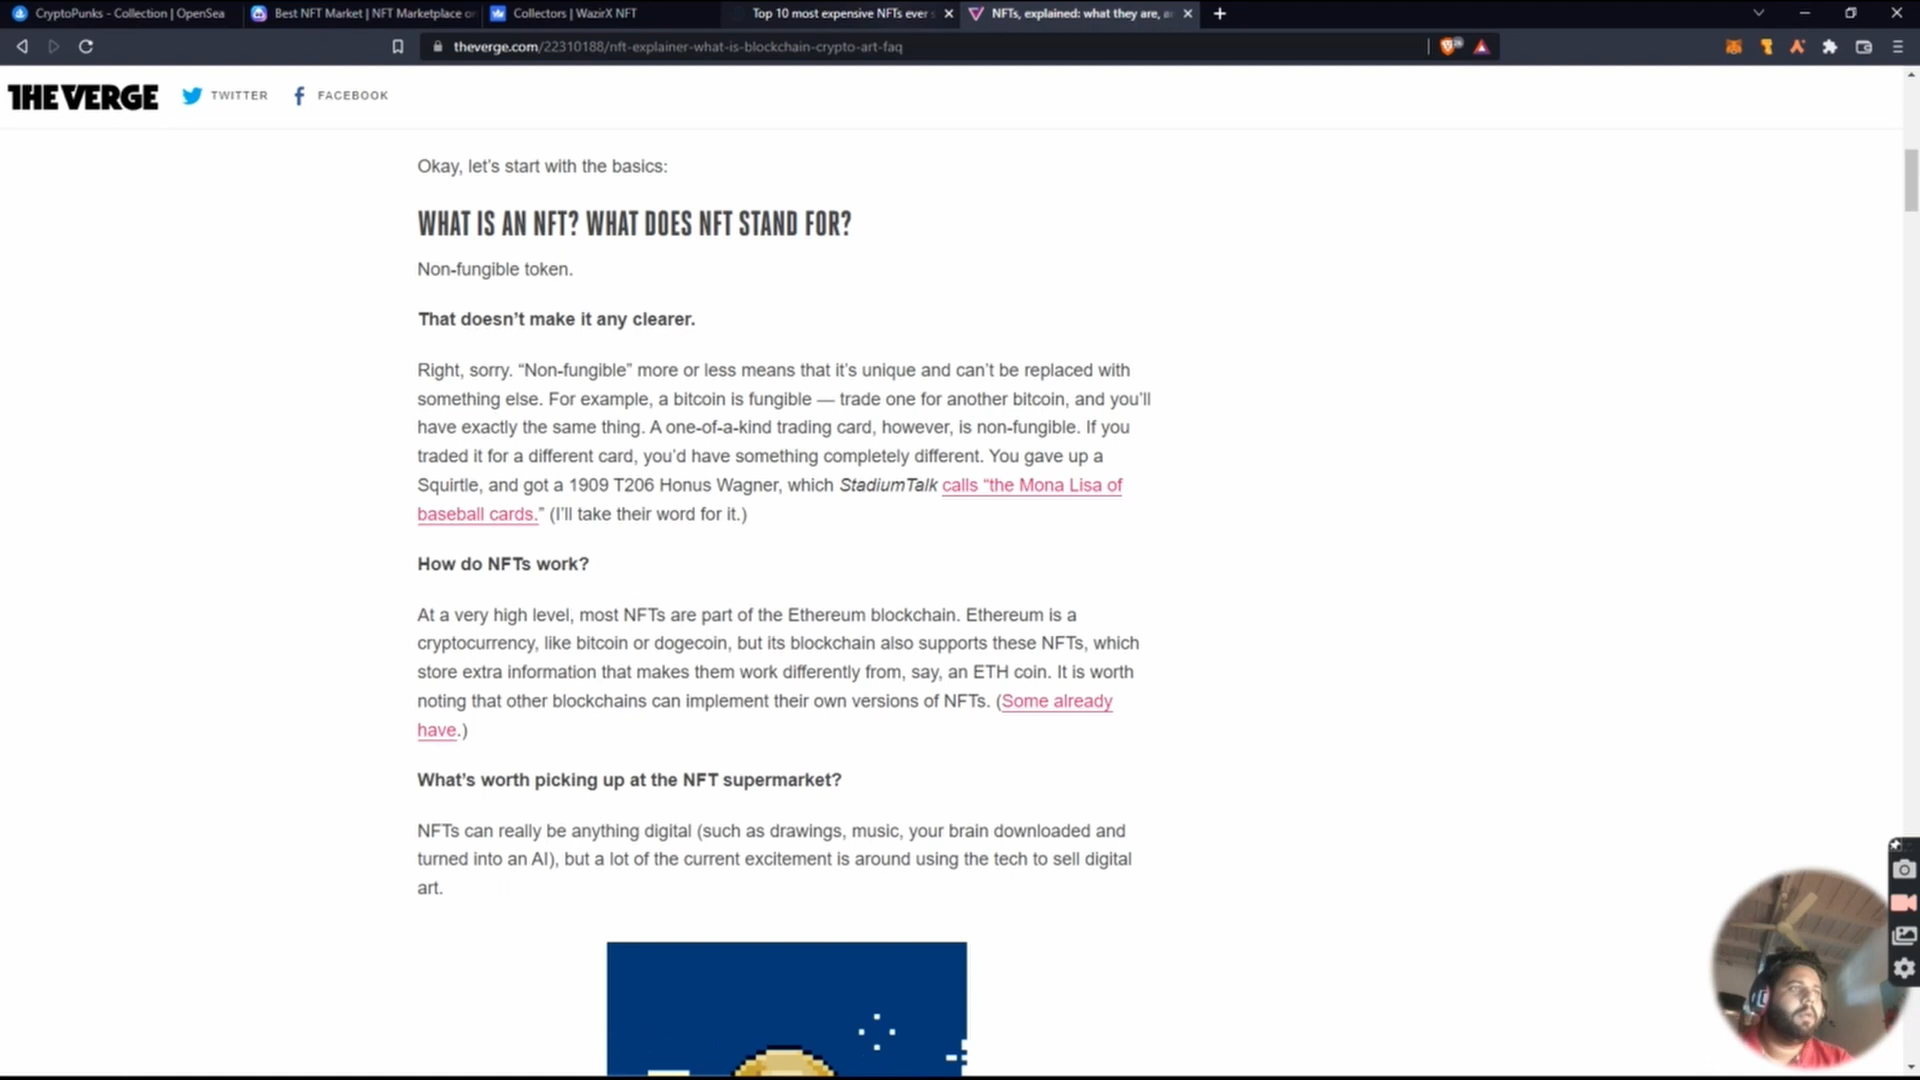 CryptoPunks - Collection | OpenSea
Best NFT Market | NFT Marketplace or
Collectors | WazirX NFT
Top 10 most expensive NFTs ever
NFTs, explained: what they are,
theverge.com/22310188/nft-explainer-what-is-blockchain-crypto-art-faq
THE VERGE
TWITTER
FACEBOOK
Okay, let’s start with the basics:
WHAT IS AN NFT? WHAT DOES NFT STAND FOR?
Non-fungible token.
That doesn’t make it any clearer.
Right, sorry. “Non-fungible” more or less means that it’s unique and can’t be replaced with
something else. For example, a bitcoin is fungible — trade one for another bitcoin, and you’ll
have exactly the same thing. A one-of-a-kind trading card, however, is non-fungible. If you
traded it for a different card, you’d have something completely different. You gave up a
Squirtle, and got a 1909 T206 Honus Wagner, which StadiumTalk calls “the Mona Lisa of
baseball cards.” (I’ll take their word for it.)
How do NFTs work?
At a very high level, most NFTs are part of the Ethereum blockchain. Ethereum is a
cryptocurrency, like bitcoin or dogecoin, but its blockchain also supports these NFTs, which
store extra information that makes them work differently from, say, an ETH coin. It is worth
noting that other blockchains can implement their own versions of NFTs. (Some already
have.)
What’s worth picking up at the NFT supermarket?
NFTs can really be anything digital (such as drawings, music, your brain downloaded and
turned into an AI), but a lot of the current excitement is around using the tech to sell digital
art.